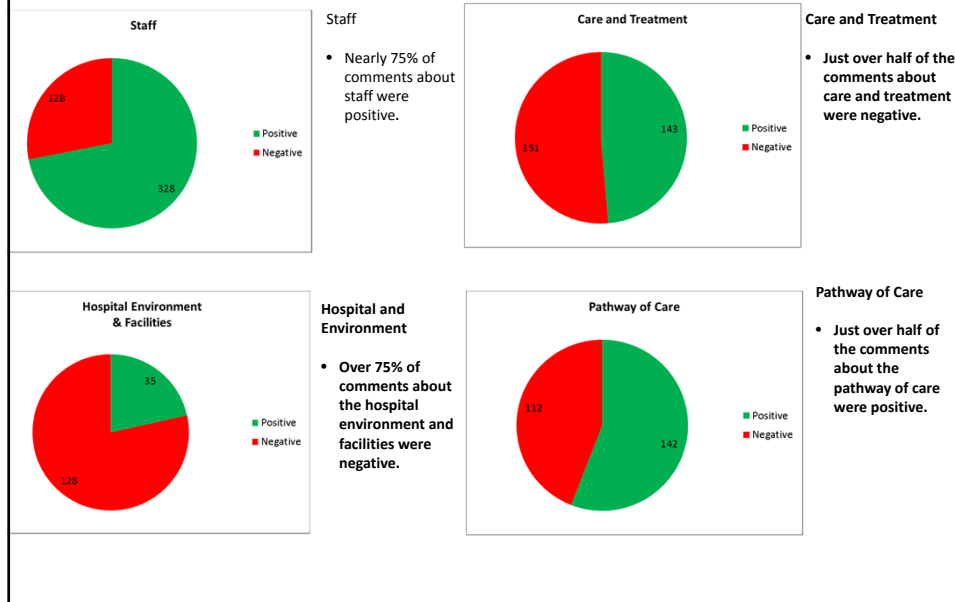 Staff
128
328
Positive
Negative
Staff
• Nearly 75% of
comments about
staff were
positive.
Care and Treatment
151
143
Positive
Negative
Care and Treatment
• Just over half of the
comments about
care and treatment
were negative.
Hospital Environment
& Facilities
35
128
Positive
Negative
Hospital and
Environment
• Over 75% of
comments about
the hospital
environment and
facilities were
negative.
Pathway of Care
112
142
Positive
Negative
Pathway of Care
• Just over half of
the comments
about the
pathway of care
were positive.